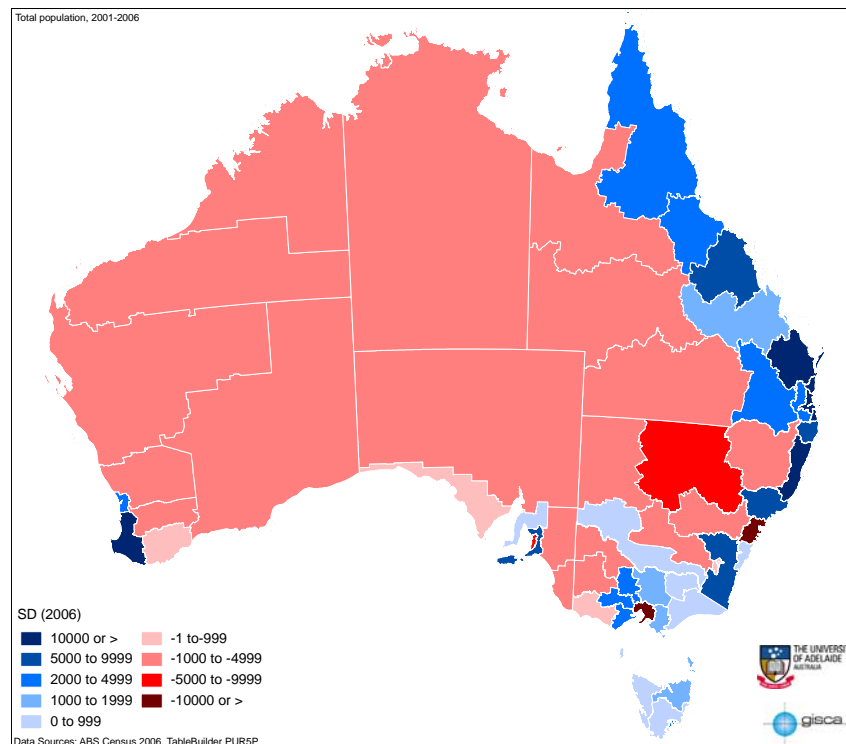 Total population, 2001-2006
SD (2006)
10000 or >
5000 to 9999
2000 to 4999
1000 to 1999
0 to 999
-1 to-999
-1000 to -4999
-5000 to -9999
-10000 or >
THE UNIVERSI
OF ADELAIDE
AUSTRALIA
gisca
Data Sources: ABS Census 2006, TableBuilder PUR5P